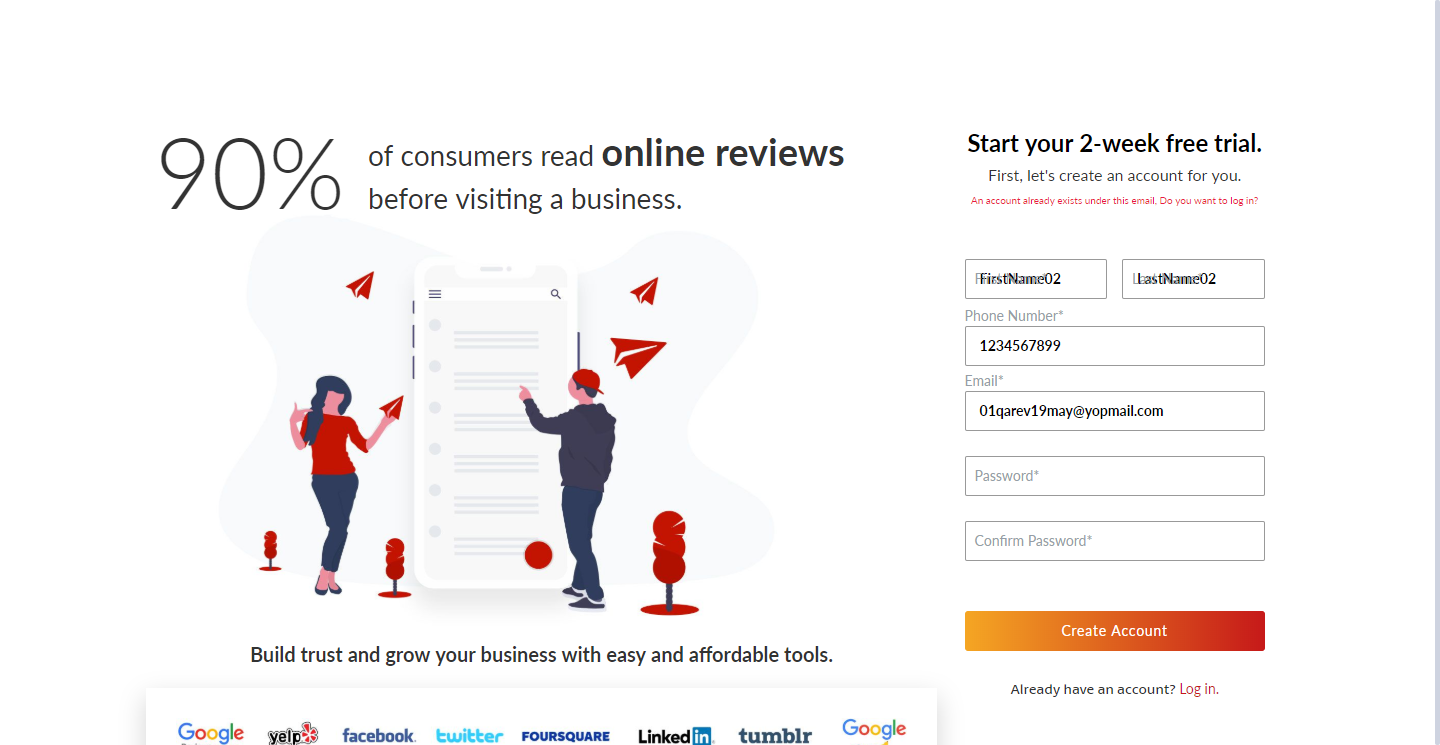 90% of consumers read online reviews
before visiting a business.
Build trust and grow your business with easy and affordable tools.
Google yelp facebook. twitter FOURSQUARE Linked in tumblr Google
Start your 2-week free trial.
First, let's create an account for you.
An account already exists under this email, Do you want to log in?
FirstName02 LastName02
Phone Number*
1234567899
Email*
01qarev19may@yopmail.com
Password*
Confirm Password*
Create Account
Already have an account? Log in.